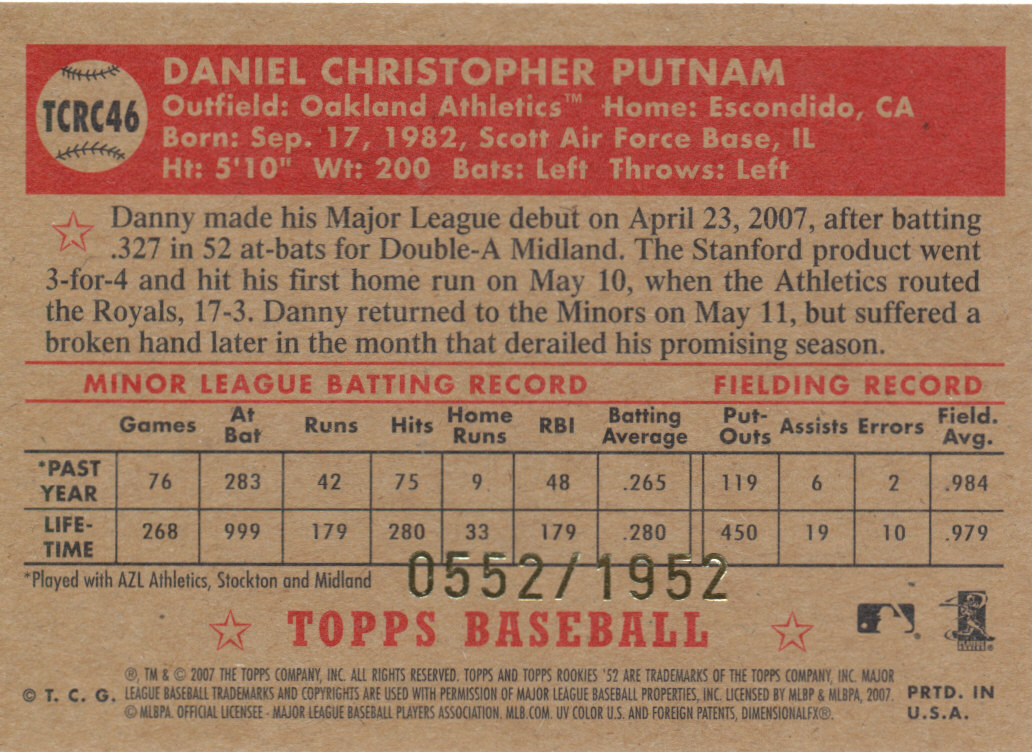 TCRC46
DANIEL CHRISTOPHER PUTNAM
Outfield: Oakland Athletics™ Home: Escondido, CA
Born: Sep. 17, 1982, Scott Air Force Base, IL
Ht: 5'10" Wt: 200 Bats: Left Throws: Left
Danny made his Major League debut on April 23, 2007, after batting
.327 in 52 at-bats for Double-A Midland. The Stanford product went
3-for-4 and hit his first home run on May 10, when the Athletics routed
the Royals, 17-3. Danny returned to the Minors on May 11, but suffered a
broken hand later in the month that derailed his promising season.
MINOR LEAGUE BATTING RECORD FIELDING RECORD
Games At Bat Runs Hits Home Runs RBI Batting Average Put-Outs Assists Errors Field. Avg.
*PAST YEAR 76 283 42 75 9 48 .265 119 6 2 .984
LIFE-TIME 268 999 179 280 33 179 .280 450 19 10 .979
*Played with AZL Athletics, Stockton and Midland
0552/1952
TOPPS BASEBALL
®, TM & © 2007 THE TOPPS COMPANY, INC. ALL RIGHTS RESERVED. TOPPS AND TOPPS ROOKIES '52 ARE TRADEMARKS OF THE TOPPS COMPANY, INC. MAJOR
© T. C. G. LEAGUE BASEBALL TRADEMARKS AND COPYRIGHTS ARE USED WITH PERMISSION OF MAJOR LEAGUE BASEBALL PROPERTIES, INC. LICENSED BY MLBP & MLBPA, 2007. PRTD. IN
© MLBPA. OFFICIAL LICENSEE - MAJOR LEAGUE BASEBALL PLAYERS ASSOCIATION. MLB.COM. UV COLOR U.S. AND FOREIGN PATENTS, DIMENSIONALFX®. U.S.A.